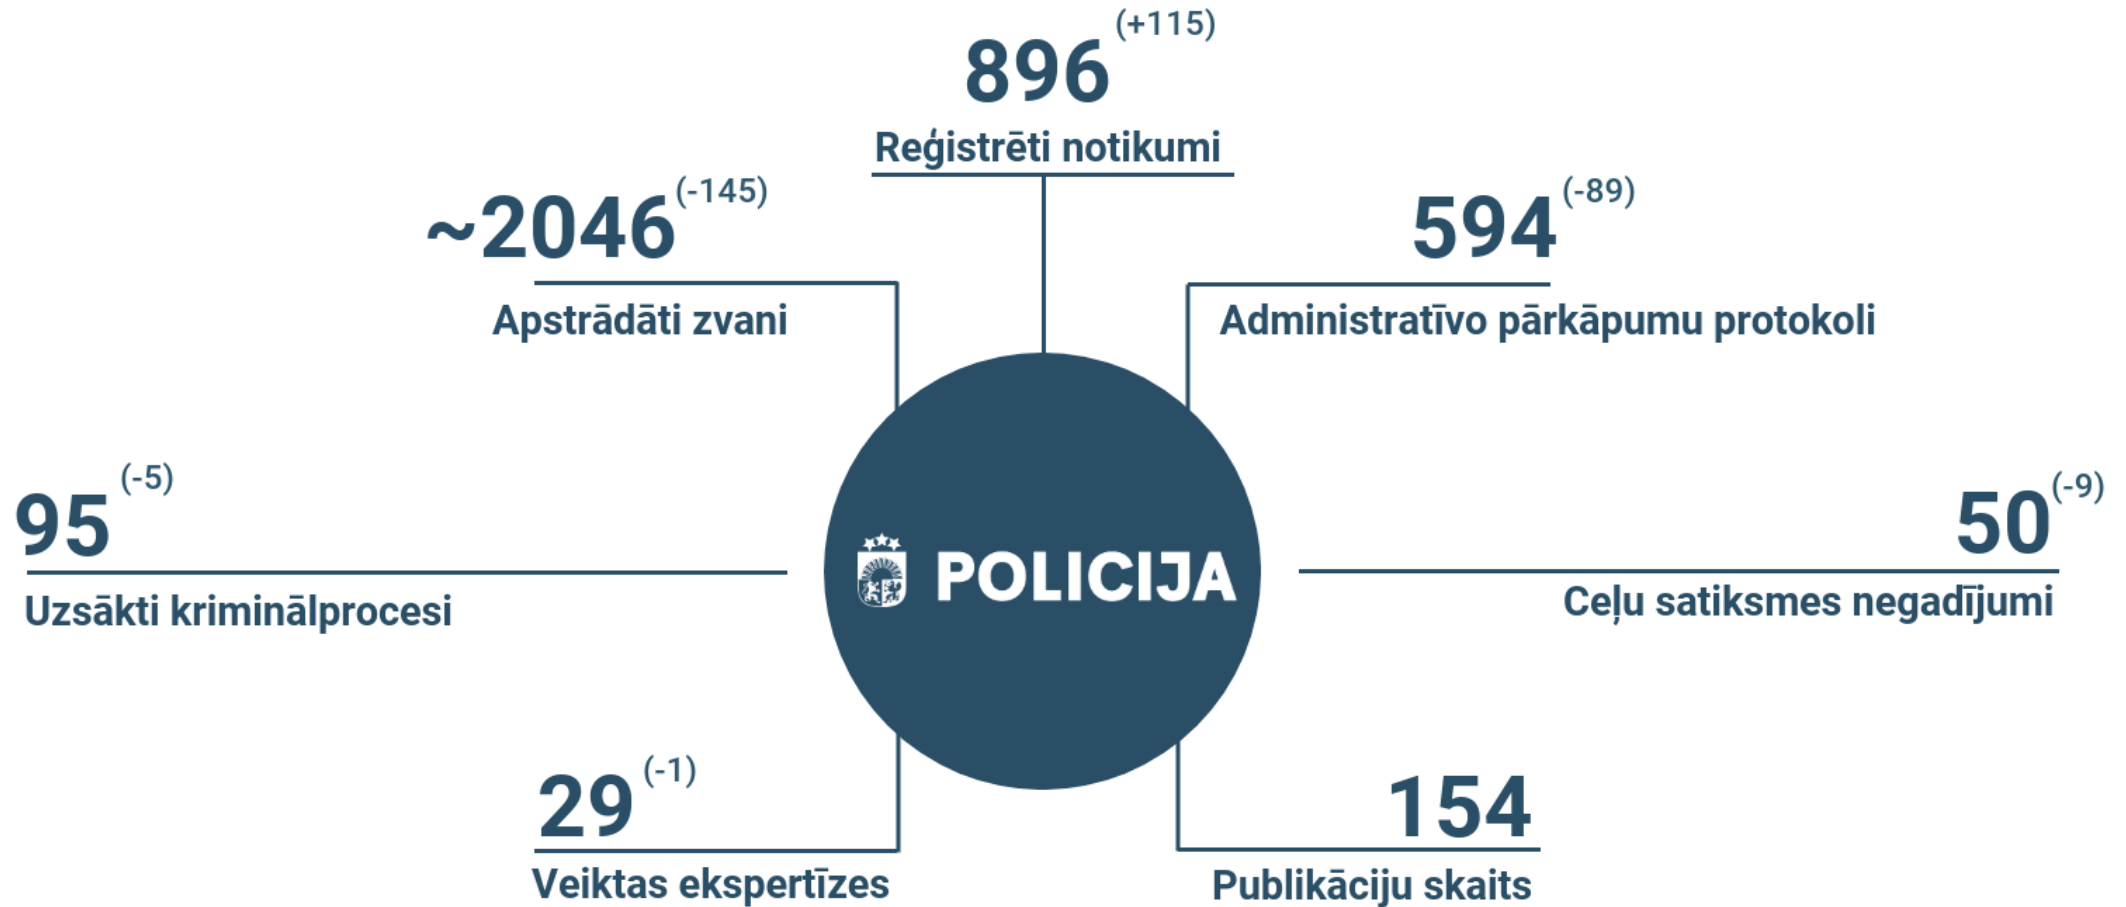 896 (+115)
Reģistrēti notikumi
~2046 (-145)
Apstrādāti zvani
594 (-89)
Administratīvo pārkāpumu protokoli
95 (-5)
Uzsākti kriminālprocesi
POLICIJA
50 (-9)
Ceļu satiksmes negadījumi
29 (-1)
Veiktas ekspertīzes
154
Publikāciju skaits